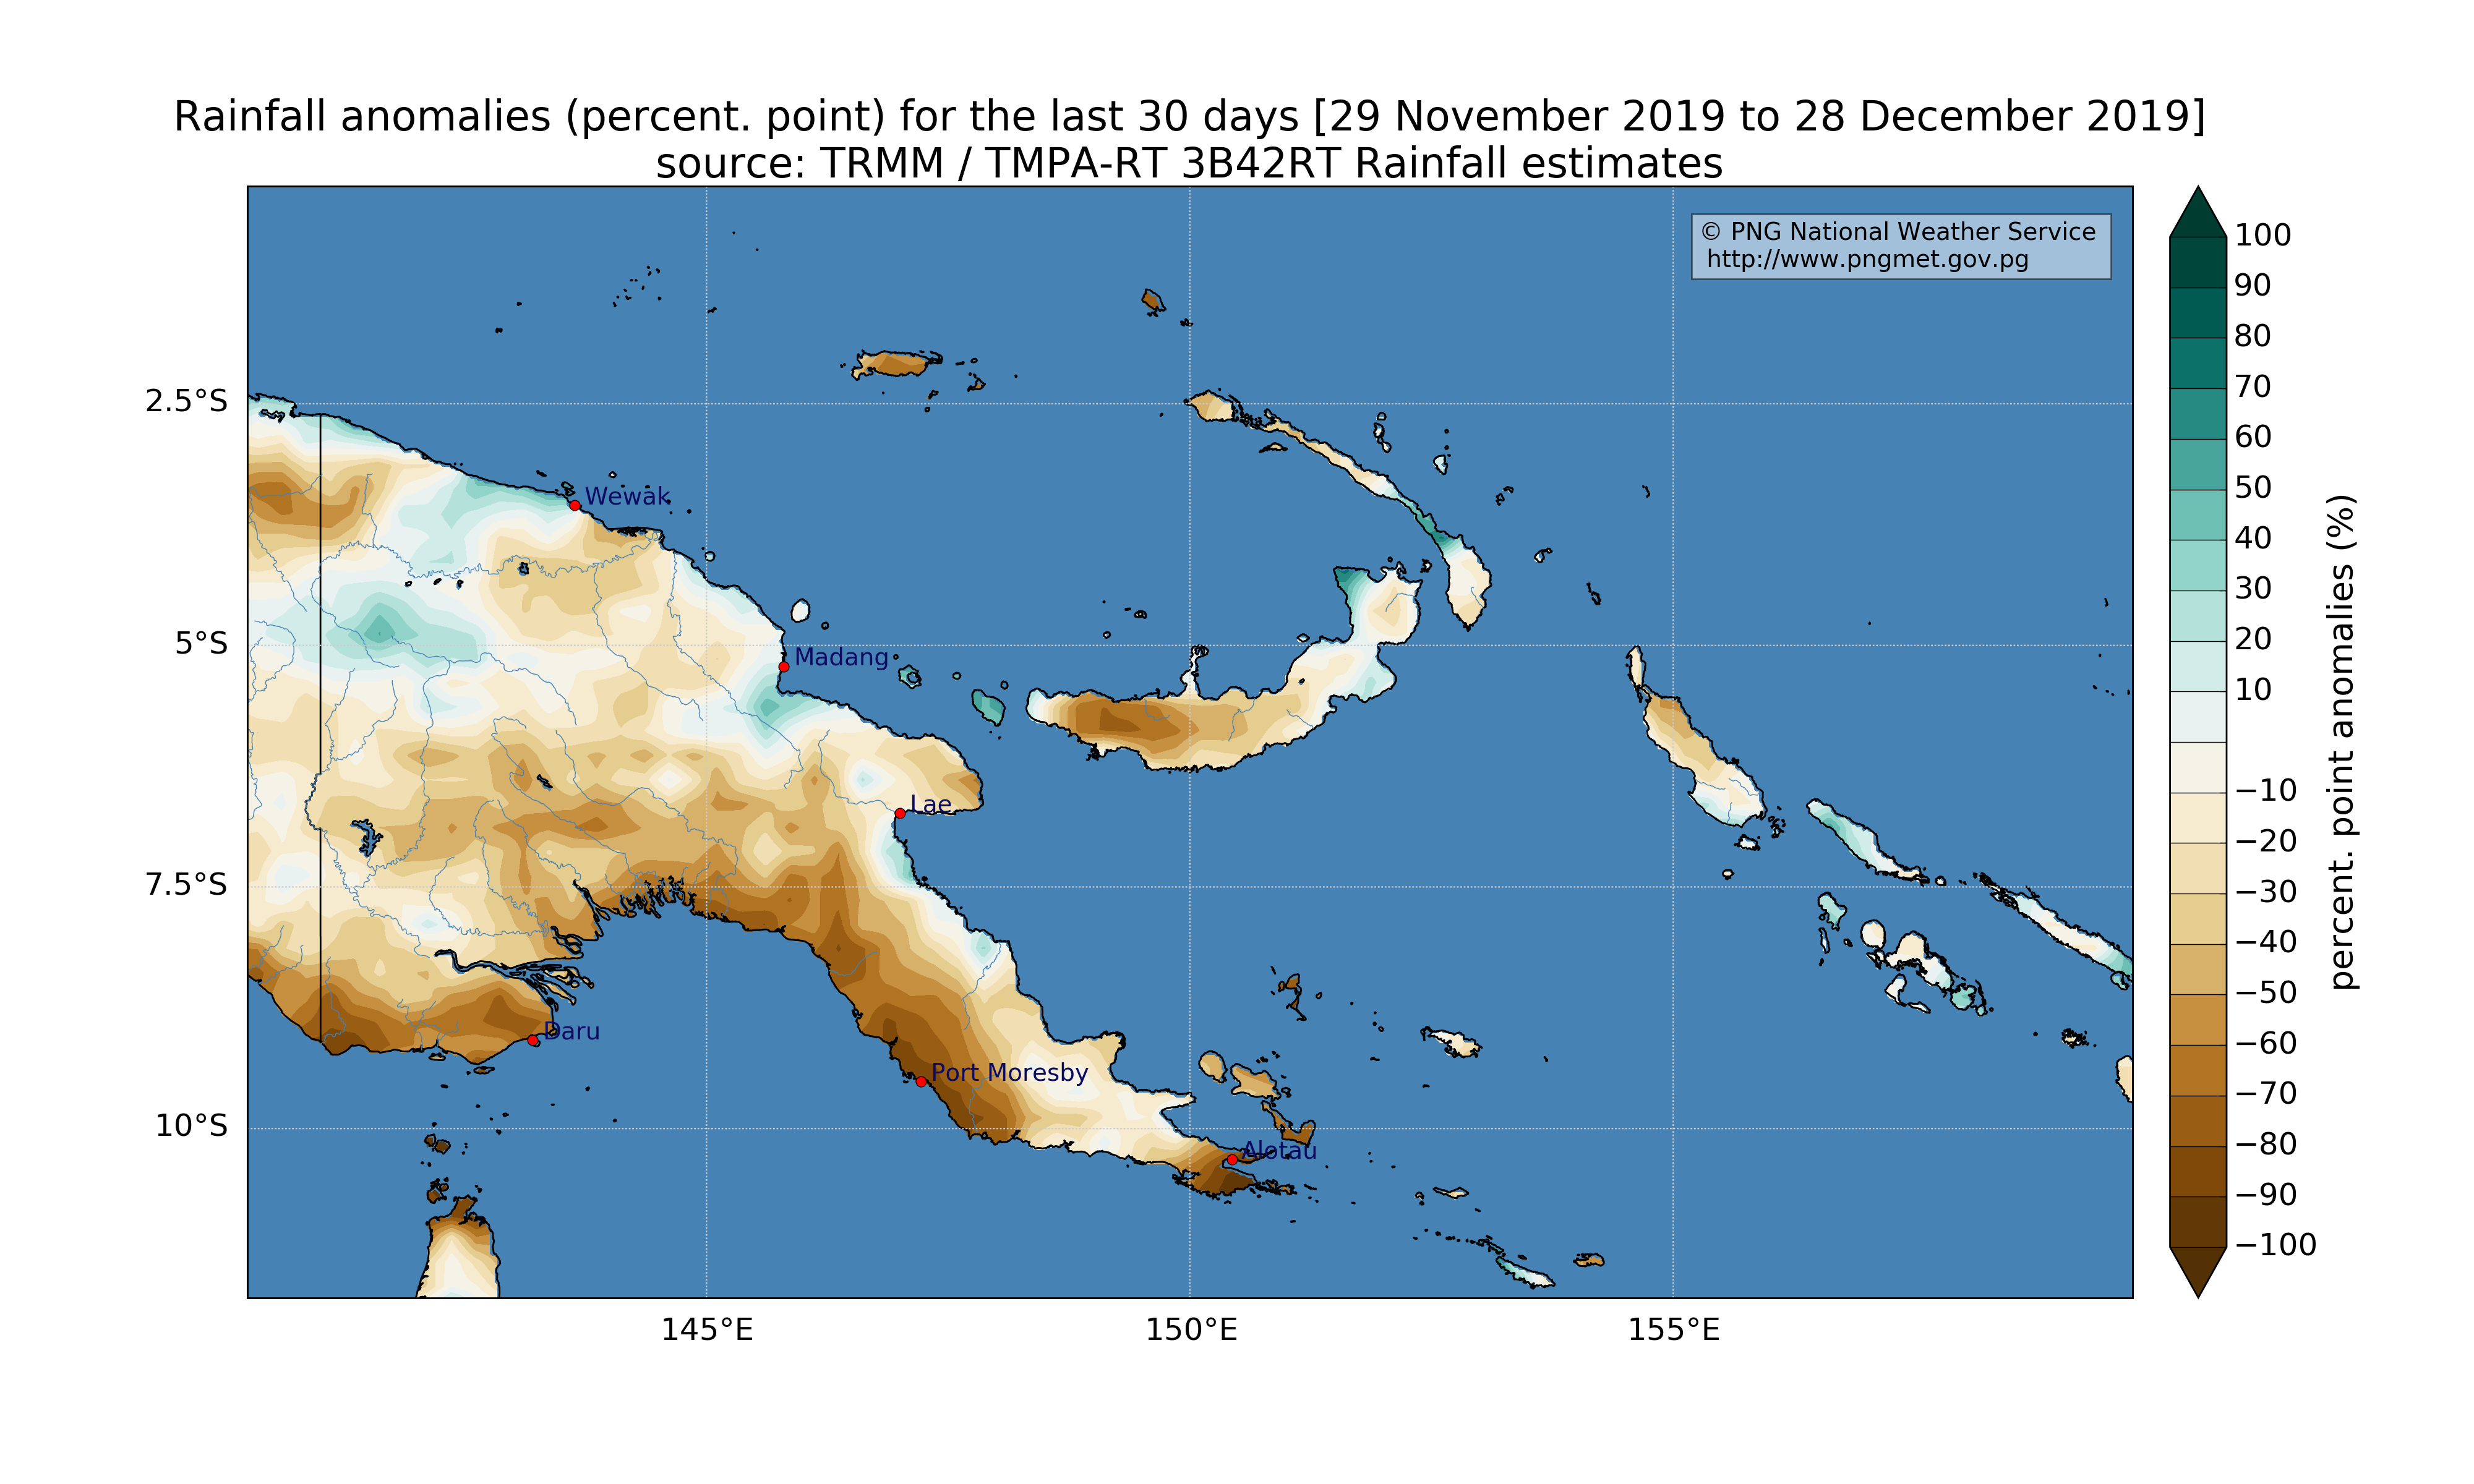 Rainfall anomalies (percent. point) for the last 30 days [29 November 2019 to 28 December 2019]
source: TRMM / TMPA-RT 3B42RT Rainfall estimates
© PNG National Weather Service
http://www.pngmet.gov.pg
2.5°S
5°S
7.5°S
10°S
145°E
150°E
155°E
Wewak
Madang
Lae
Daru
Port Moresby
Alotau
100
90
80
70
60
50
40
30
20
10
−10
−20
−30
−40
−50
−60
−70
−80
−90
−100
percent. point anomalies (%)